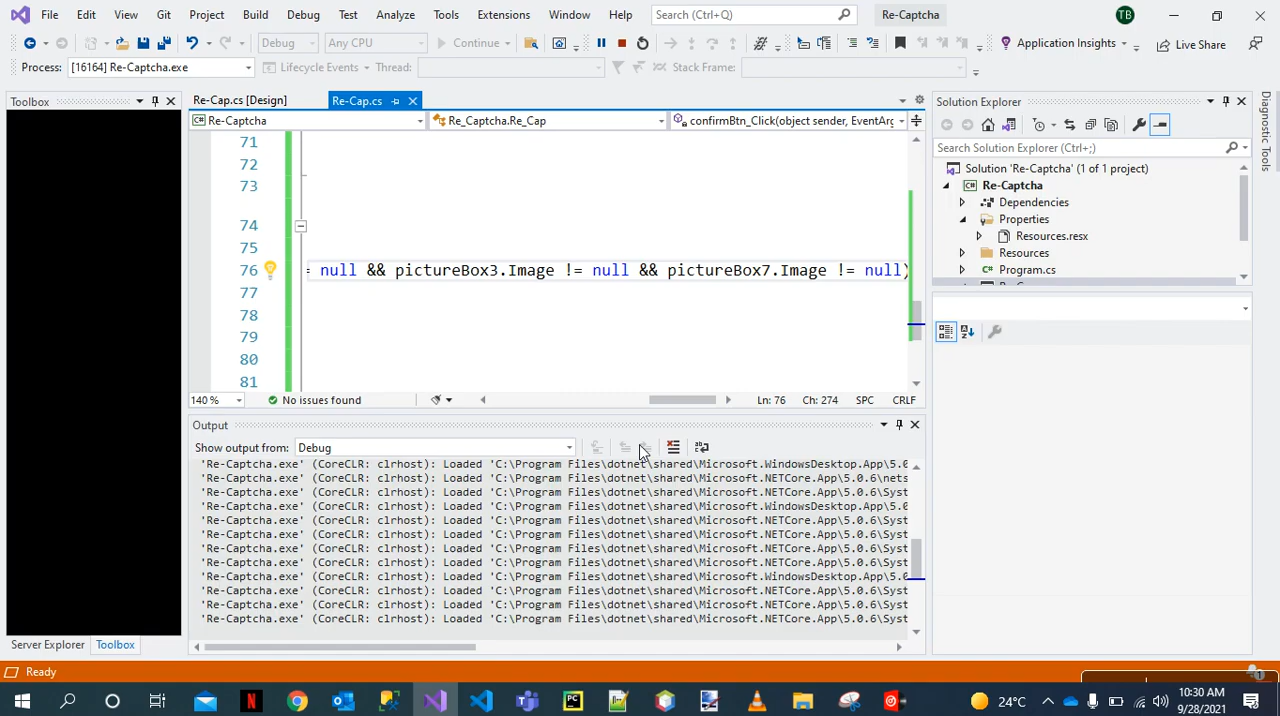 File Edit View Git Project Build Debug Test Analyze Tools Extensions Window Help Search (Ctrl+Q) Re-Captcha TB
Debug Any CPU Continue Application Insights Live Share
Process: [16164] Re-Captcha.exe Lifecycle Events Thread: Stack Frame:
Toolbox
Re-Cap.cs [Design] Re-Cap.cs
Re-Captcha Re_Captcha.Re_Cap confirmBtn_Click(object sender, EventArg
71
72
73
74
75
76 = null && pictureBox3.Image != null && pictureBox7.Image != null)
77
78
79
80
81
140 % No issues found Ln: 76 Ch: 274 SPC CRLF
Output
Show output from: Debug
'Re-Captcha.exe' (CoreCLR: clrhost): Loaded 'C:\Program Files\dotnet\shared\Microsoft.WindowsDesktop.App\5.0
'Re-Captcha.exe' (CoreCLR: clrhost): Loaded 'C:\Program Files\dotnet\shared\Microsoft.NETCore.App\5.0.6\nets
'Re-Captcha.exe' (CoreCLR: clrhost): Loaded 'C:\Program Files\dotnet\shared\Microsoft.WindowsDesktop.App\5.0
'Re-Captcha.exe' (CoreCLR: clrhost): Loaded 'C:\Program Files\dotnet\shared\Microsoft.WindowsDesktop.App\5.0
'Re-Captcha.exe' (CoreCLR: clrhost): Loaded 'C:\Program Files\dotnet\shared\Microsoft.NETCore.App\5.0.6\Syst
'Re-Captcha.exe' (CoreCLR: clrhost): Loaded 'C:\Program Files\dotnet\shared\Microsoft.NETCore.App\5.0.6\Syst
'Re-Captcha.exe' (CoreCLR: clrhost): Loaded 'C:\Program Files\dotnet\shared\Microsoft.NETCore.App\5.0.6\Syst
'Re-Captcha.exe' (CoreCLR: clrhost): Loaded 'C:\Program Files\dotnet\shared\Microsoft.NETCore.App\5.0.6\Syst
'Re-Captcha.exe' (CoreCLR: clrhost): Loaded 'C:\Program Files\dotnet\shared\Microsoft.WindowsDesktop.App\5.0
'Re-Captcha.exe' (CoreCLR: clrhost): Loaded 'C:\Program Files\dotnet\shared\Microsoft.NETCore.App\5.0.6\Syst
'Re-Captcha.exe' (CoreCLR: clrhost): Loaded 'C:\Program Files\dotnet\shared\Microsoft.NETCore.App\5.0.6\Syst
'Re-Captcha.exe' (CoreCLR: clrhost): Loaded 'C:\Program Files\dotnet\shared\Microsoft.NETCore.App\5.0.6\Syst
Server Explorer Toolbox
Solution Explorer
Search Solution Explorer (Ctrl+;)
Solution 'Re-Captcha' (1 of 1 project)
Re-Captcha
Dependencies
Properties
Resources.resx
Resources
Program.cs
Diagnostic Tools
Ready
24°C 10:30 AM
9/28/2021